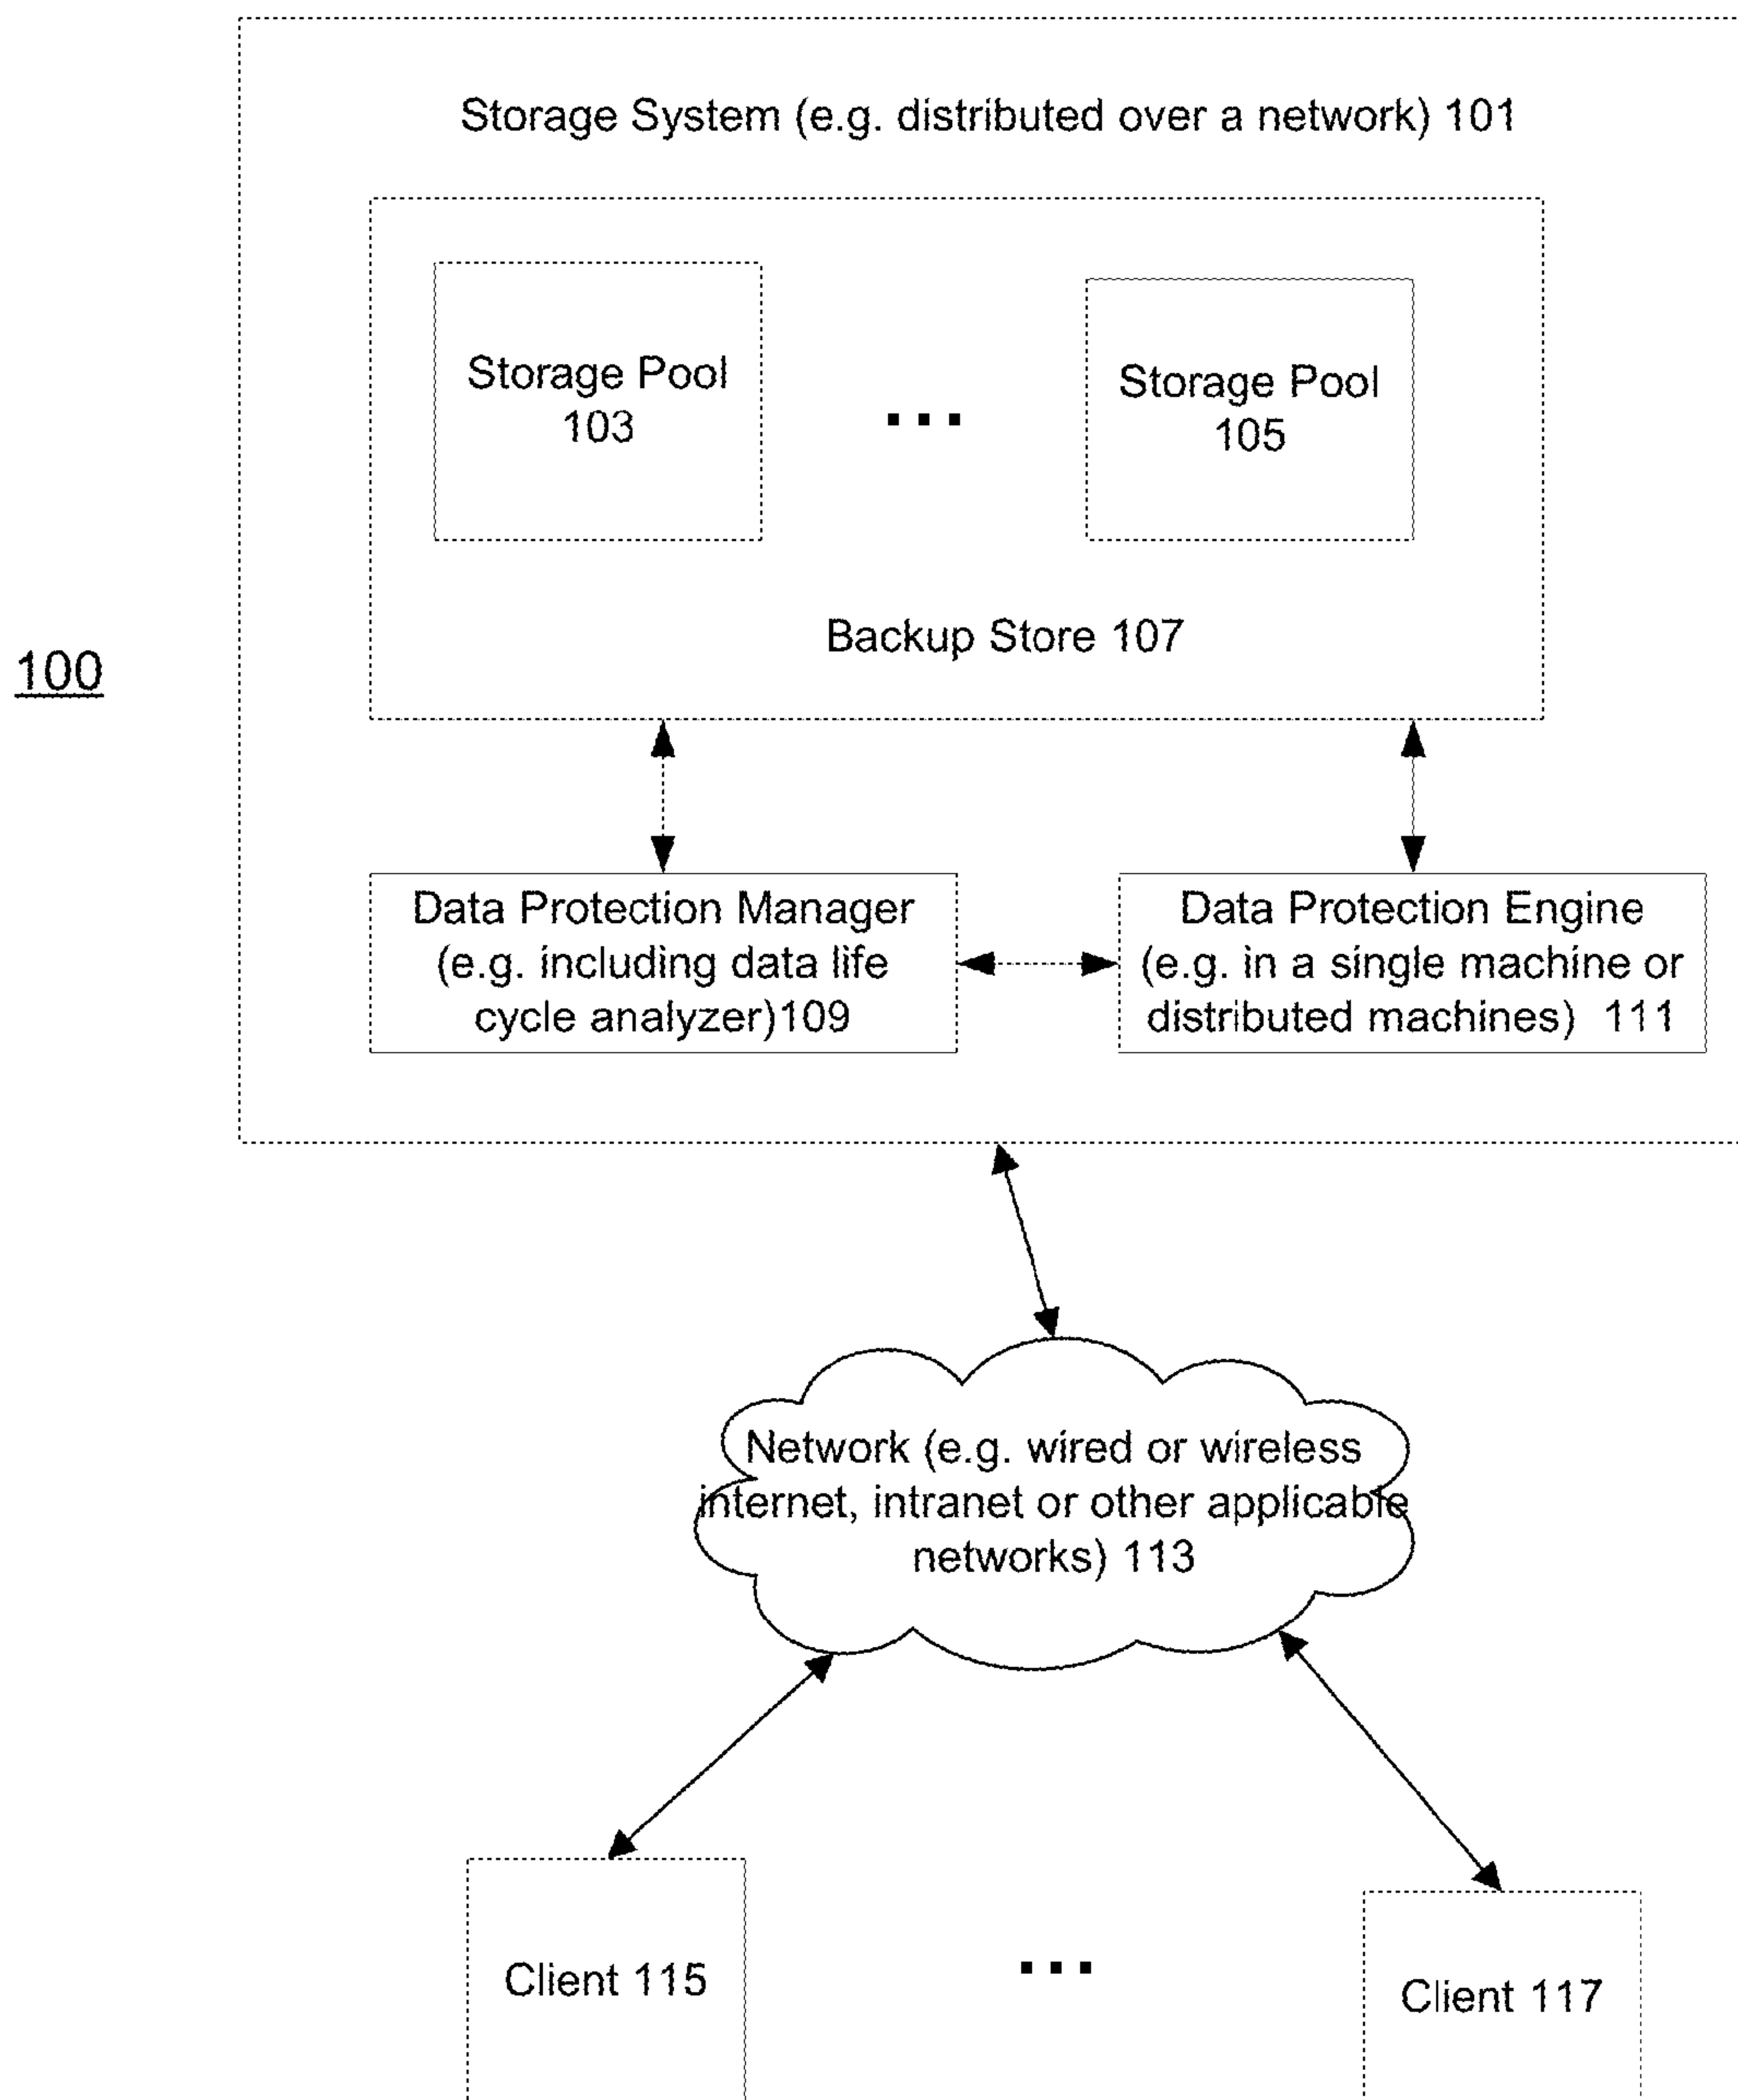 Storage System (e.g. distributed over a network) 101
Storage Pool
103
...
Storage Pool
105
Backup Store 107
100
Data Protection Manager
(e.g. including data life
cycle analyzer)109
Data Protection Engine
(e.g. in a single machine or
distributed machines) 111
Network (e.g. wired or wireless
internet, intranet or other applicable
networks) 113
Client 115
...
Client 117